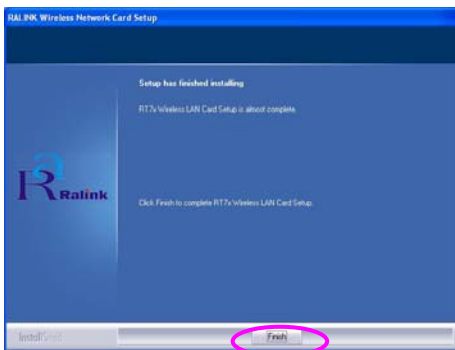 RALINK Wireless Network Card Setup
Setup has finished installing
RT7x Wireless LAN Card Setup is almost complete.
Ralink
Click Finish to complete RT7x Wireless LAN Card Setup.
InstallShield
Finish